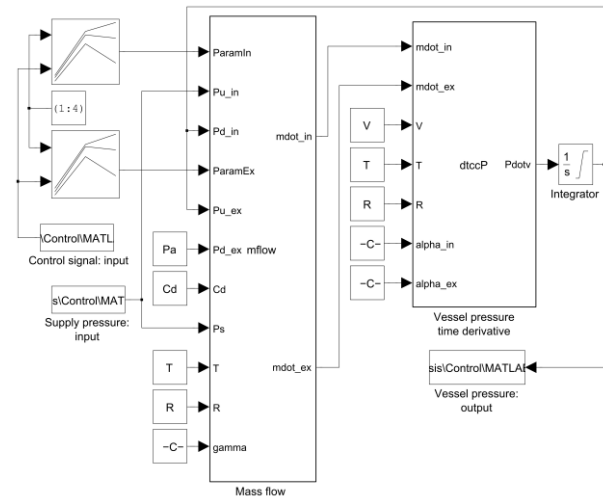 ParamIn
Pu_in
(1:4)
Pd_in
ParamEx
Pu_ex
Pa
Pd_ex
mflow
Cd
Cd
Ps
T
T
R
R
-C-
gamma
mdot_in
mdot_ex
Mass flow
\Control\MATL
Control signal: input
s\Control\MAT
Supply pressure:
input
mdot_in
mdot_ex
V
V
T
T
dtccP
Pdotv
R
R
-C-
alpha_in
-C-
alpha_ex
Vessel pressure
time derivative
1
s
Integrator
sis\Control\MATLAB
Vessel pressure:
output